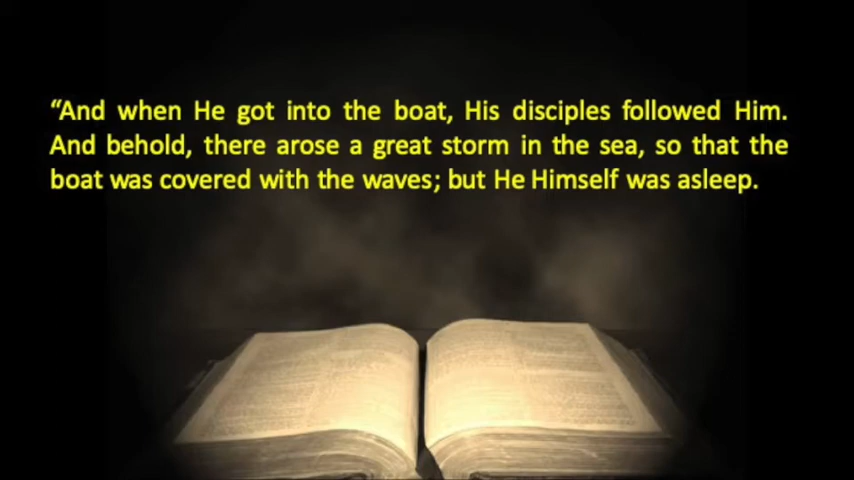 “And when He got into the boat, His disciples followed Him.
And behold, there arose a great storm in the sea, so that the
boat was covered with the waves; but He Himself was asleep.